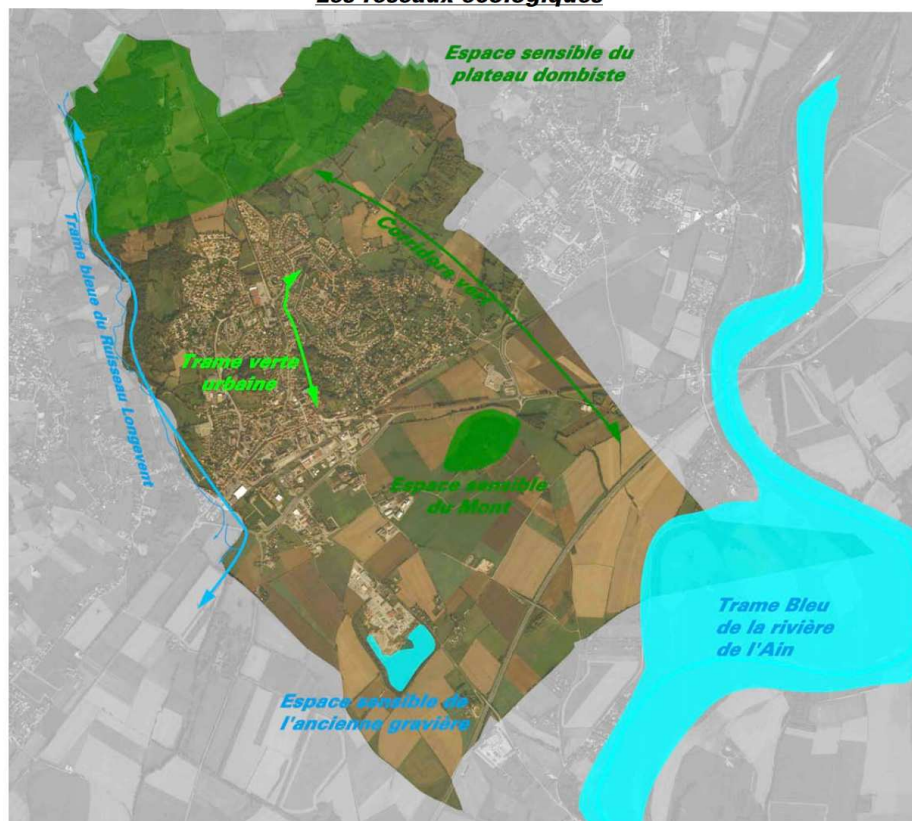 Les réseaux écologiques
Espace sensible du
plateau dombiste
Trame bleue du Ruisseau Longevent
Corridors vert
Trame verte
urbaine
Espace sensible
du Mont
Trame Bleu
de la rivière
de l'Ain
Espace sensible de
l'ancienne gravière